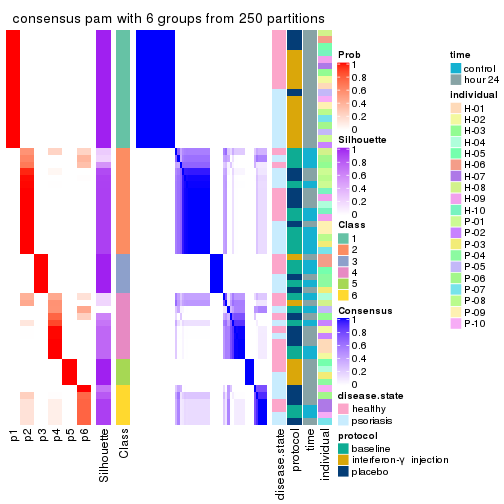 consensus pam with 6 groups from 250 partitions
Prob
1
0.8
0.6
0.4
0.2
0
Silhouette
1
0.8
0.6
0.4
0.2
0
Class
1
2
3
4
5
6
Consensus
1
0.8
0.6
0.4
0.2
0
disease.state
healthy
psoriasis
protocol
baseline
interferon-γ injection
placebo
time
control
hour 24
individual
H-01
H-02
H-03
H-04
H-05
H-06
H-07
H-08
H-09
H-10
P-01
P-02
P-03
P-04
P-05
P-06
P-07
P-08
P-09
P-10
p1
p2
p3
p4
p5
p6
Silhouette
Class
disease.state
protocol
time
individual